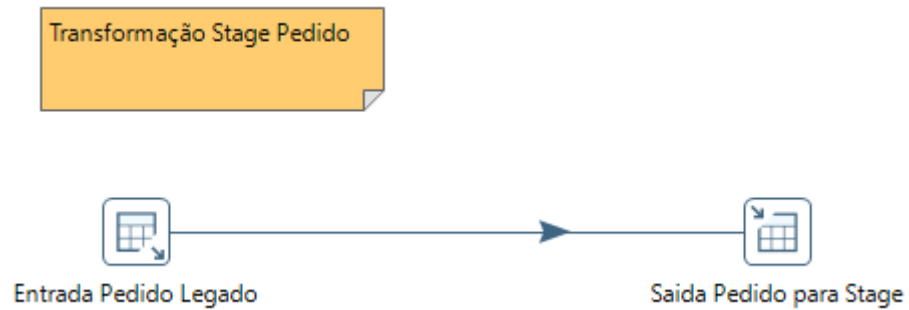 Transformação Stage Pedido
Entrada Pedido Legado
Saida Pedido para Stage